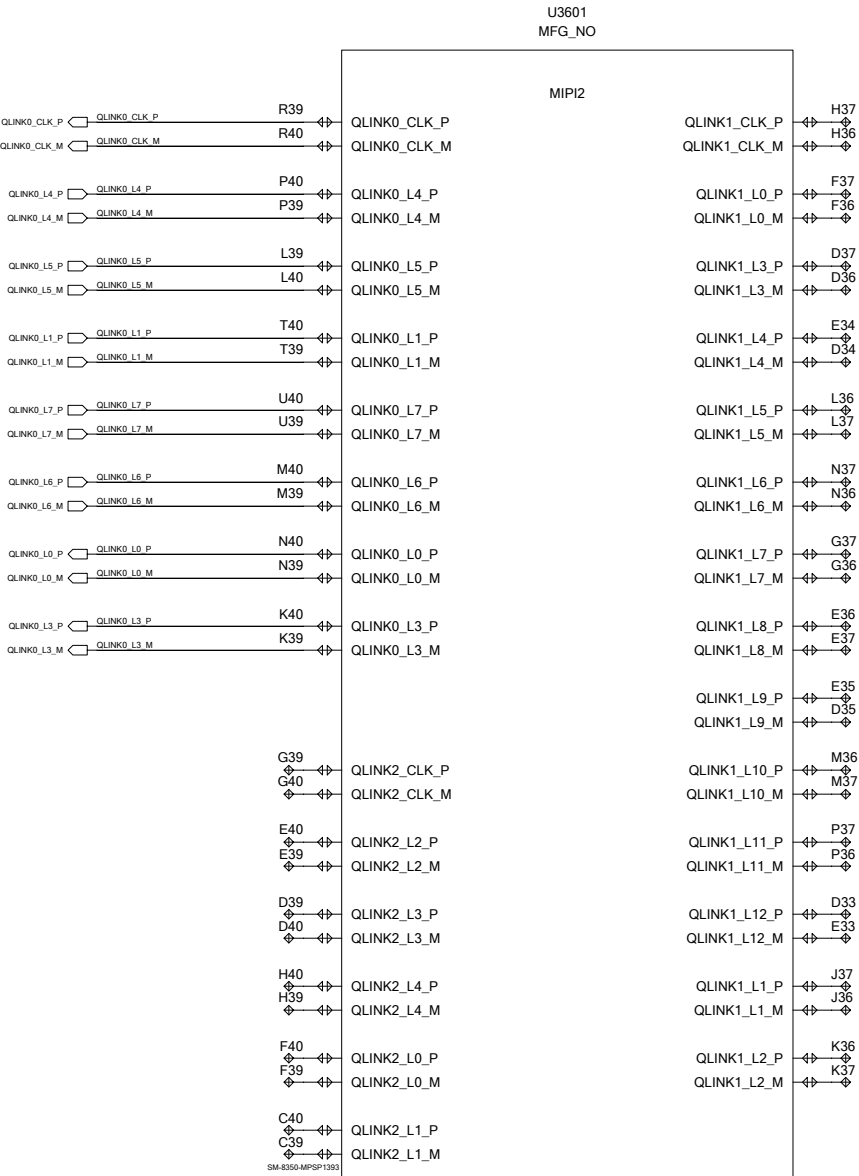 U3601
MFG_NO
MIPI2
QLINK0_CLK_P QLINK0_CLK_P R39 QLINK0_CLK_P QLINK1_CLK_P H37
QLINK0_CLK_M QLINK0_CLK_M R40 QLINK0_CLK_M QLINK1_CLK_M H36
QLINK0_L4_P QLINK0_L4_P P40 QLINK0_L4_P QLINK1_L0_P F37
QLINK0_L4_M QLINK0_L4_M P39 QLINK0_L4_M QLINK1_L0_M F36
QLINK0_L5_P QLINK0_L5_P L39 QLINK0_L5_P QLINK1_L3_P D37
QLINK0_L5_M QLINK0_L5_M L40 QLINK0_L5_M QLINK1_L3_M D36
QLINK0_L1_P QLINK0_L1_P T40 QLINK0_L1_P QLINK1_L4_P E34
QLINK0_L1_M QLINK0_L1_M T39 QLINK0_L1_M QLINK1_L4_M D34
QLINK0_L7_P QLINK0_L7_P U40 QLINK0_L7_P QLINK1_L5_P L36
QLINK0_L7_M QLINK0_L7_M U39 QLINK0_L7_M QLINK1_L5_M L37
QLINK0_L6_P QLINK0_L6_P M40 QLINK0_L6_P QLINK1_L6_P N37
QLINK0_L6_M QLINK0_L6_M M39 QLINK0_L6_M QLINK1_L6_M N36
QLINK0_L0_P QLINK0_L0_P N40 QLINK0_L0_P QLINK1_L7_P G37
QLINK0_L0_M QLINK0_L0_M N39 QLINK0_L0_M QLINK1_L7_M G36
QLINK0_L3_P QLINK0_L3_P K40 QLINK0_L3_P QLINK1_L8_P E36
QLINK0_L3_M QLINK0_L3_M K39 QLINK0_L3_M QLINK1_L8_M E37
QLINK1_L9_P E35
QLINK1_L9_M D35
G39 QLINK2_CLK_P QLINK1_L10_P M36
G40 QLINK2_CLK_M QLINK1_L10_M M37
E40 QLINK2_L2_P QLINK1_L11_P P37
E39 QLINK2_L2_M QLINK1_L11_M P36
D39 QLINK2_L3_P QLINK1_L12_P D33
D40 QLINK2_L3_M QLINK1_L12_M E33
H40 QLINK2_L4_P QLINK1_L1_P J37
H39 QLINK2_L4_M QLINK1_L1_M J36
F40 QLINK2_L0_P QLINK1_L2_P K36
F39 QLINK2_L0_M QLINK1_L2_M K37
C40 QLINK2_L1_P
C39 QLINK2_L1_M
SM-8350-MPSP1393